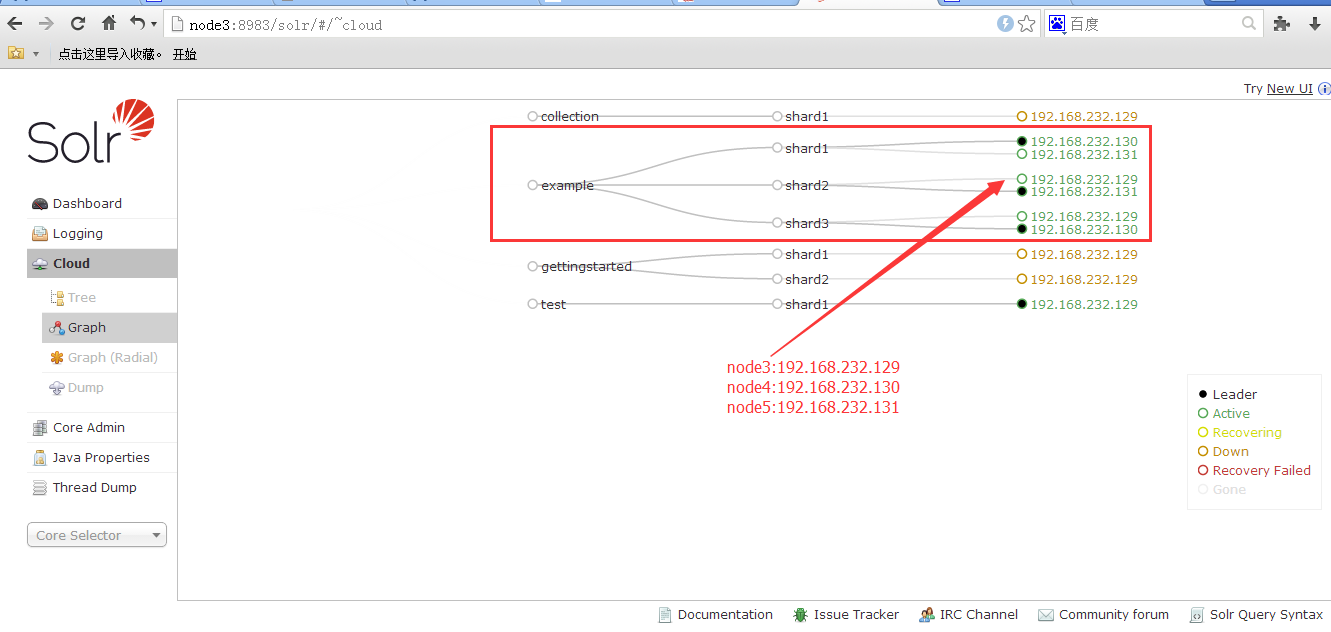 node3:8983/solr/#/~cloud
百度
点击这里导入收藏。 开始
Try New UI
Solr
Dashboard
Logging
Cloud
Tree
Graph
Graph (Radial)
Dump
Core Admin
Java Properties
Thread Dump
Core Selector
collection shard1 192.168.232.129
example
shard1
192.168.232.130
192.168.232.131
shard2
192.168.232.129
192.168.232.131
shard3
192.168.232.129
192.168.232.130
gettingstarted
shard1 192.168.232.129
shard2 192.168.232.129
test shard1 192.168.232.129
node3:192.168.232.129
node4:192.168.232.130
node5:192.168.232.131
Leader
Active
Recovering
Down
Recovery Failed
Gone
Documentation Issue Tracker IRC Channel Community forum Solr Query Syntax